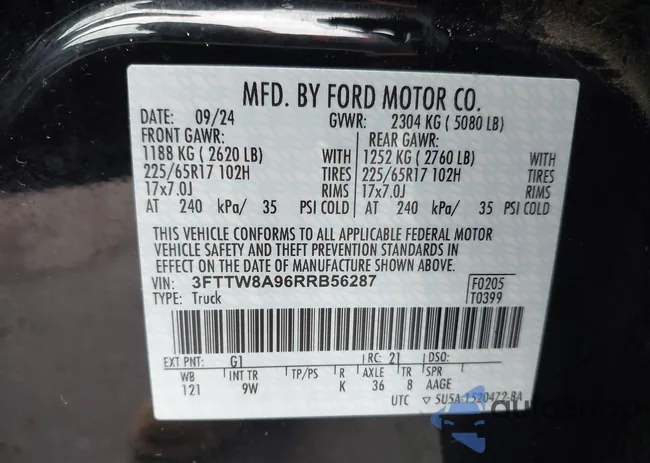 MFD. BY FORD MOTOR CO.
DATE: 09/24 GVWR: 2304 KG ( 5080 LB)
FRONT GAWR: REAR GAWR:
1188 KG ( 2620 LB) WITH 1252 KG ( 2760 LB) WITH
225/65R17 102H TIRES 225/65R17 102H TIRES
17x7.0J RIMS 17x7.0J RIMS
AT 240 kPa/ 35 PSI COLD AT 240 kPa/ 35 PSI COLD
THIS VEHICLE CONFORMS TO ALL APPLICABLE FEDERAL MOTOR
VEHICLE SAFETY AND THEFT PREVENTION STANDARDS IN
EFFECT ON THE DATE OF MANUFACTURE SHOWN ABOVE.
VIN: 3FTTW8A96RRB56287 F0205
TYPE: Truck T0399
EXT PNT: G1 RC: 21 DSO:
WB INT TR TP/PS R AXLE TR SPR
121 9W K 36 8 AAGE
UTC ▽ 5U5A-1520472-BA